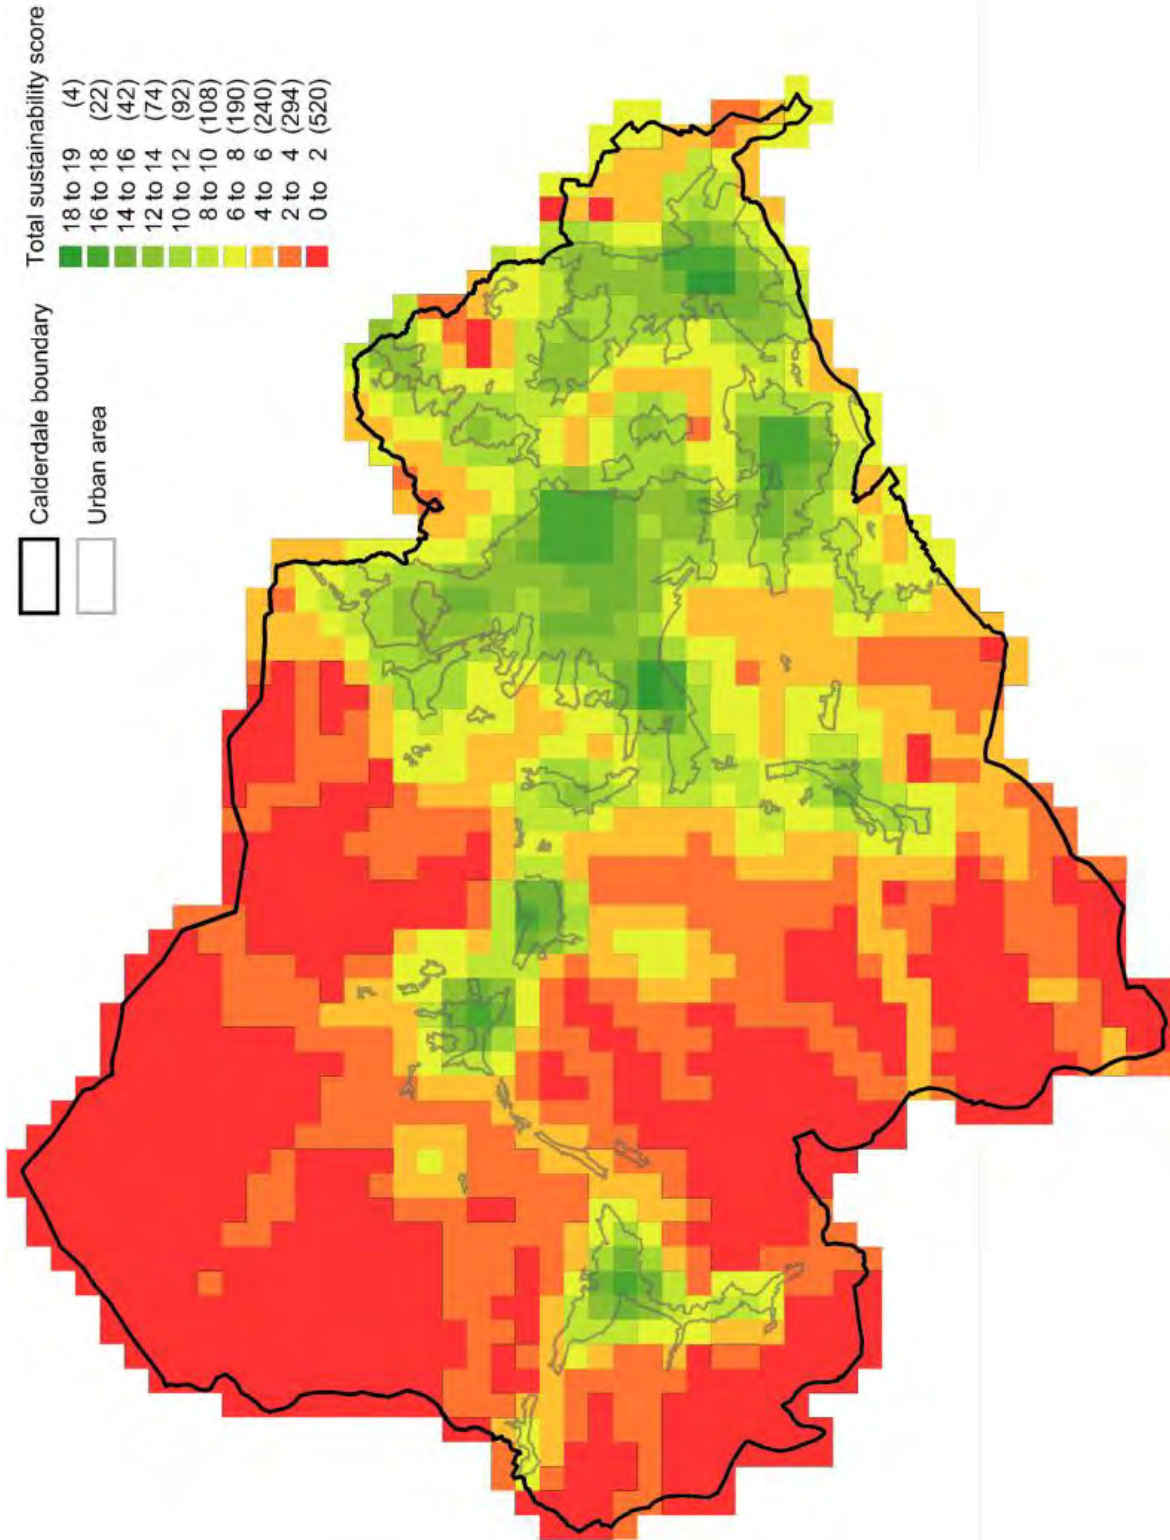 Calderdale boundary
Urban area
Total sustainability score
18 to 19 (4)
16 to 18 (22)
14 to 16 (42)
12 to 14 (74)
10 to 12 (92)
8 to 10 (108)
6 to 8 (190)
4 to 6 (240)
2 to 4 (294)
0 to 2 (520)